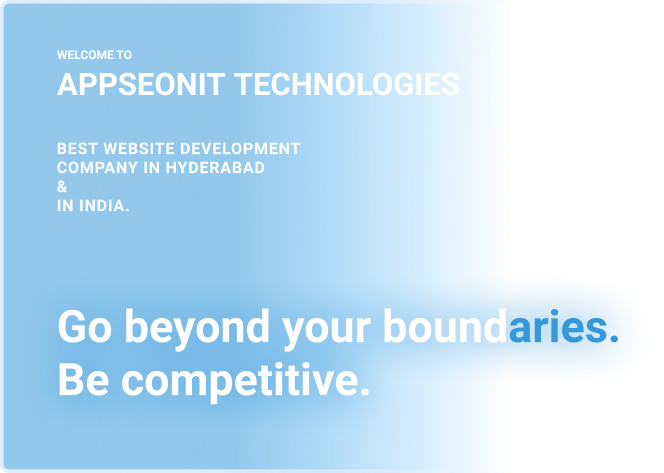 WELCOME TO
APPSEONIT TECHNOLOGIES
BEST WEBSITE DEVELOPMENT
COMPANY IN HYDERABAD
&
IN INDIA.
Go beyond your boundaries.
Be competitive.